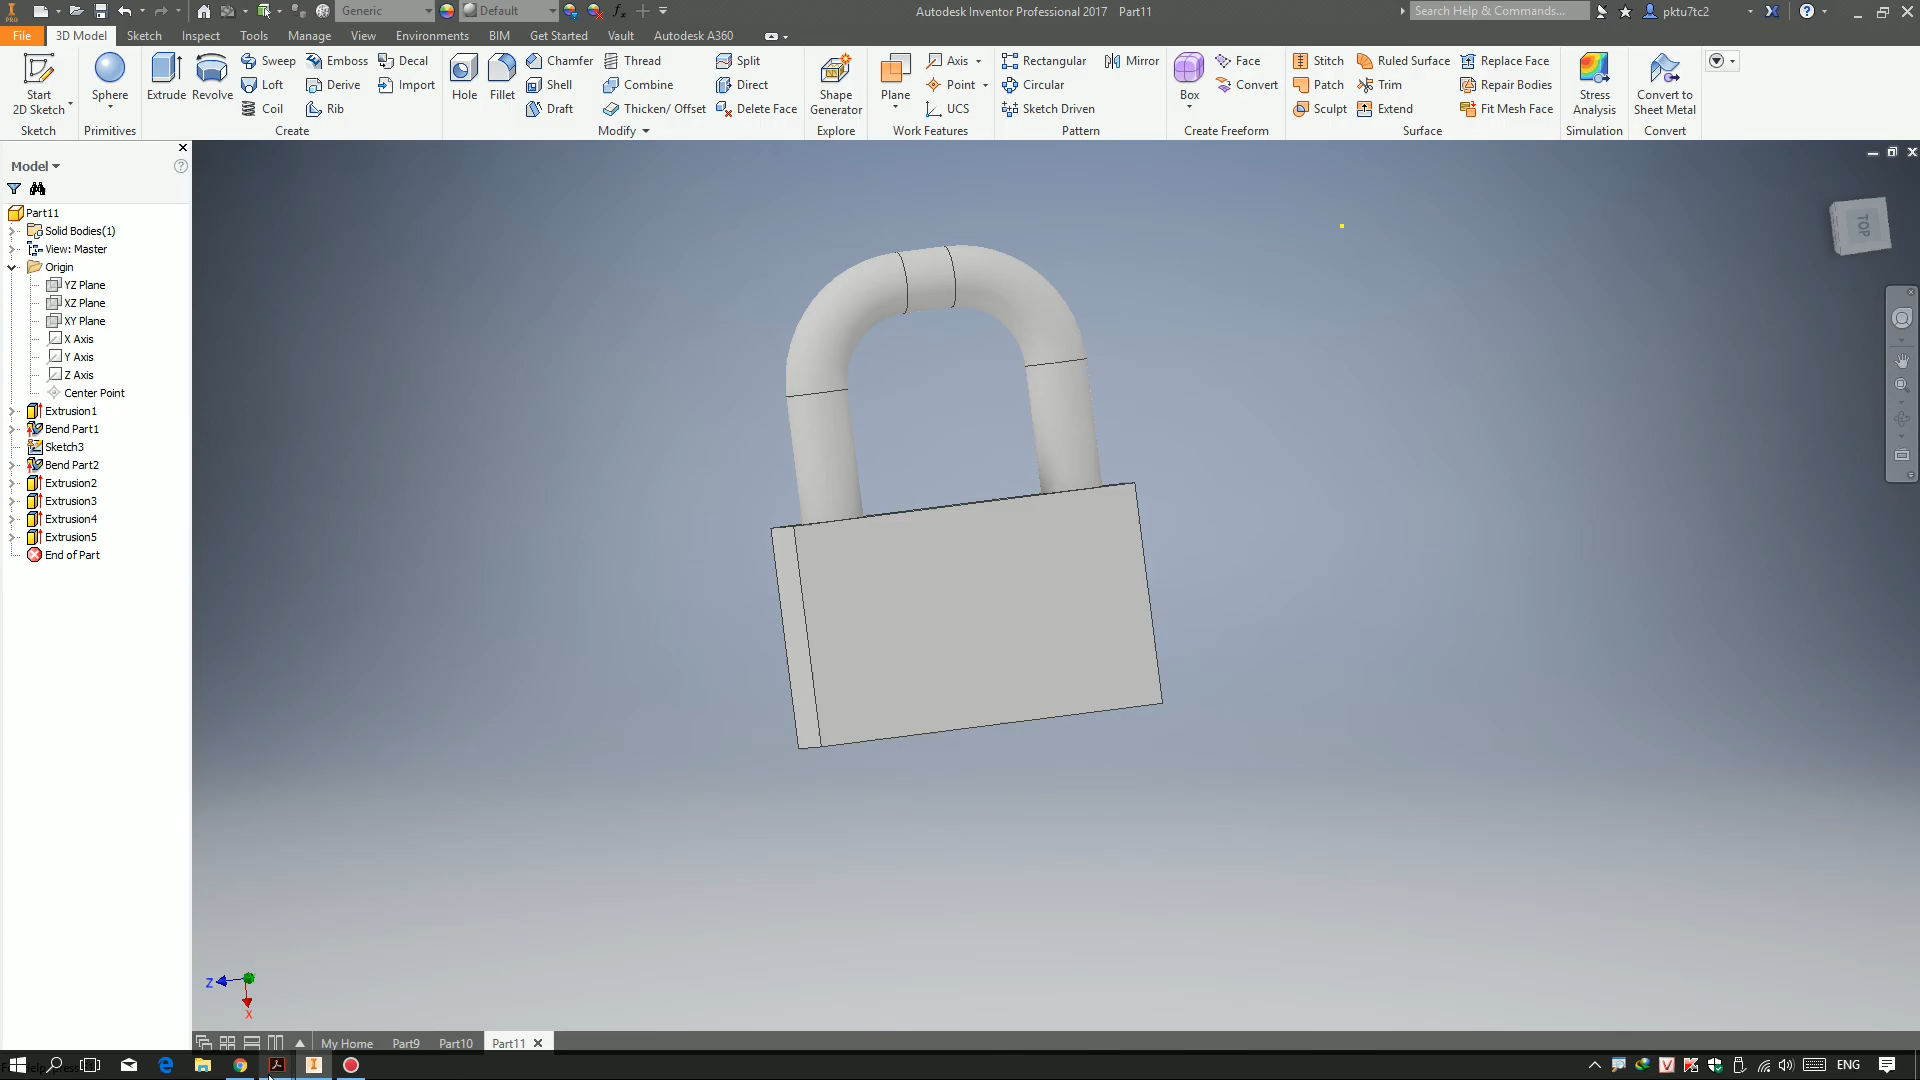 Generic
Default
Autodesk Inventor Professional 2017 Part11
Search Help & Commands...
pktu7tc2
PRO
File 3D Model Sketch Inspect Tools Manage View Environments BIM Get Started Vault Autodesk A360
Start
2D Sketch
Sketch
Sphere
Primitives
Extrude
Revolve
Sweep
Loft
Coil
Emboss
Derive
Rib
Decal
Import
Create
Hole
Fillet
Chamfer
Shell
Draft
Thread
Combine
Thicken/ Offset
Split
Direct
Delete Face
Modify
Shape
Generator
Explore
Plane
Axis
Point
UCS
Work Features
Rectangular
Circular
Sketch Driven
Mirror
Pattern
Box
Face
Convert
Create Freeform
Stitch
Patch
Sculpt
Ruled Surface
Trim
Extend
Replace Face
Repair Bodies
Fit Mesh Face
Surface
Stress
Analysis
Simulation
Convert to
Sheet Metal
Convert
Model
Part11
Solid Bodies(1)
View: Master
Origin
YZ Plane
XZ Plane
XY Plane
X Axis
Y Axis
Z Axis
Center Point
Extrusion1
Bend Part1
Sketch3
Bend Part2
Extrusion2
Extrusion3
Extrusion4
Extrusion5
End of Part
TOP
Z
X
My Home Part9 Part10 Part11
ENG